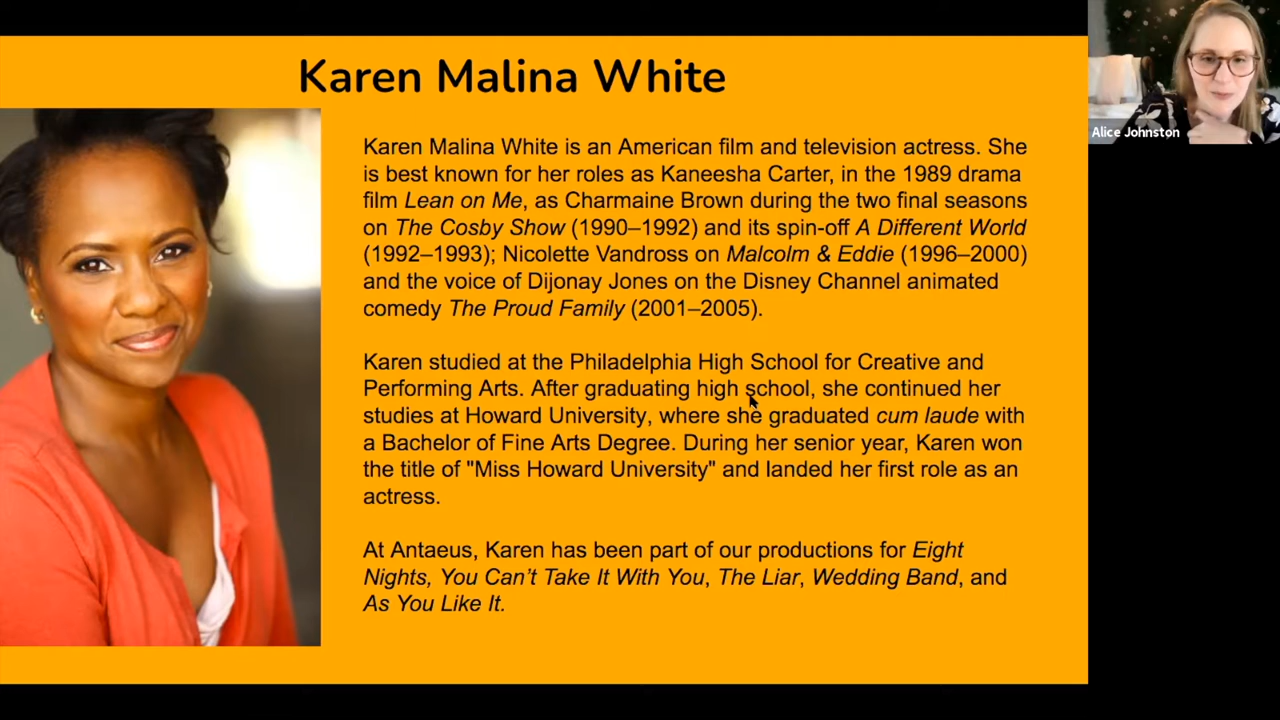 Karen Malina White
Karen Malina White is an American film and television actress. She
is best known for her roles as Kaneesha Carter, in the 1989 drama
film Lean on Me, as Charmaine Brown during the two final seasons
on The Cosby Show (1990–1992) and its spin-off A Different World
(1992–1993); Nicolette Vandross on Malcolm & Eddie (1996–2000)
and the voice of Dijonay Jones on the Disney Channel animated
comedy The Proud Family (2001–2005).
Karen studied at the Philadelphia High School for Creative and
Performing Arts. After graduating high school, she continued her
studies at Howard University, where she graduated cum laude with
a Bachelor of Fine Arts Degree. During her senior year, Karen won
the title of "Miss Howard University" and landed her first role as an
actress.
At Antaeus, Karen has been part of our productions for Eight
Nights, You Can’t Take It With You, The Liar, Wedding Band, and
As You Like It.
Alice Johnston